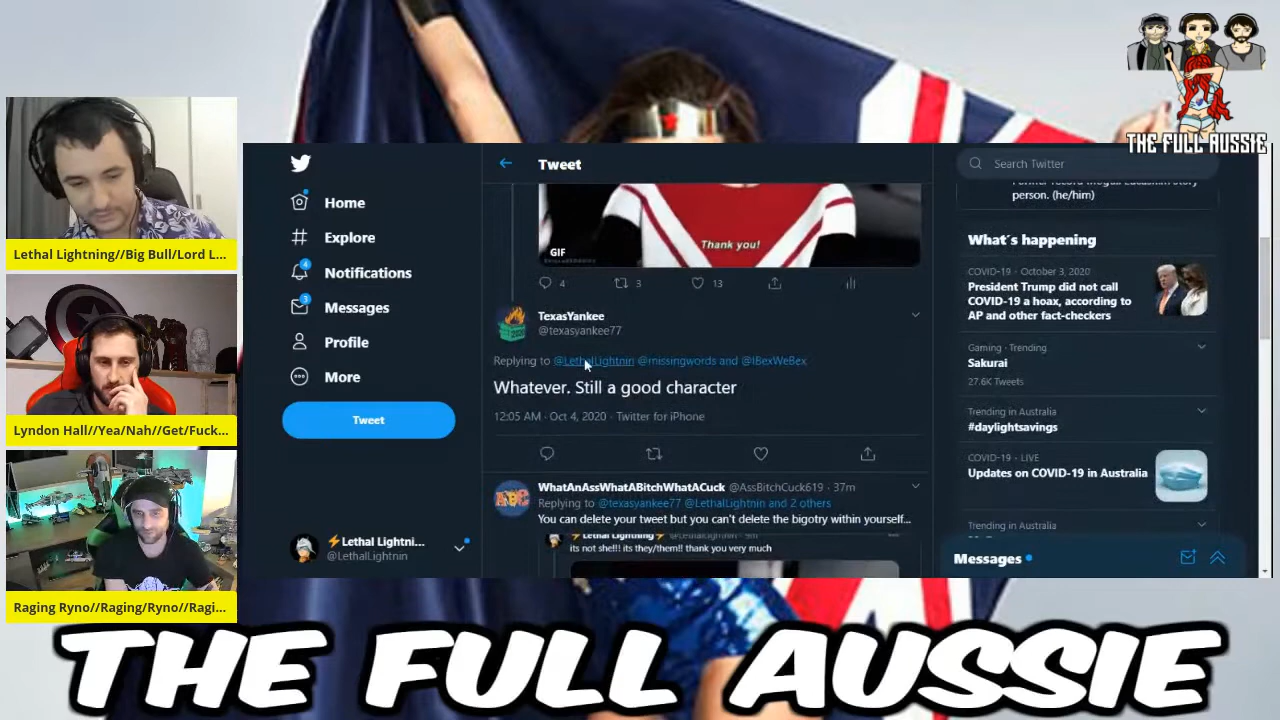 THE FULL AUSSIE
Lethal Lightning//Big Bull/Lord L...
Lyndon Hall//Yea/Nah//Get/Fuck...
Raging Ryno//Raging/Ryno//Ragi...
Home
Explore
4
Notifications
3
Messages
Profile
More
Tweet
⚡Lethal Lightni...
@LethalLightnin
Tweet
Thank you!
GIF
4
3
13
TexasYankee
@texasyankee77
Replying to @LethalLightnin @missingwords and @IBexWeBex
Whatever. Still a good character
12:05 AM · Oct 4, 2020 · Twitter for iPhone
WhatAnAssWhatABitchWhatACuck @AssBitchCuck619 · 37m
Replying to @texasyankee77 @LethalLightnin and 2 others
You can delete your tweet but you can't delete the bigotry within yourself...
⚡Lethal Lightning⚡ @LethalLightnin · 9m
its not she!!! its they/them!! thank you very much
Search Twitter
person. (he/him)
What's happening
COVID-19 · October 3, 2020
President Trump did not call
COVID-19 a hoax, according to
AP and other fact-checkers
Gaming · Trending
Sakurai
27.6K Tweets
Trending in Australia
#daylightsavings
COVID-19 · LIVE
Updates on COVID-19 in Australia
Trending in Australia
Messages
THE FULL AUSSIE